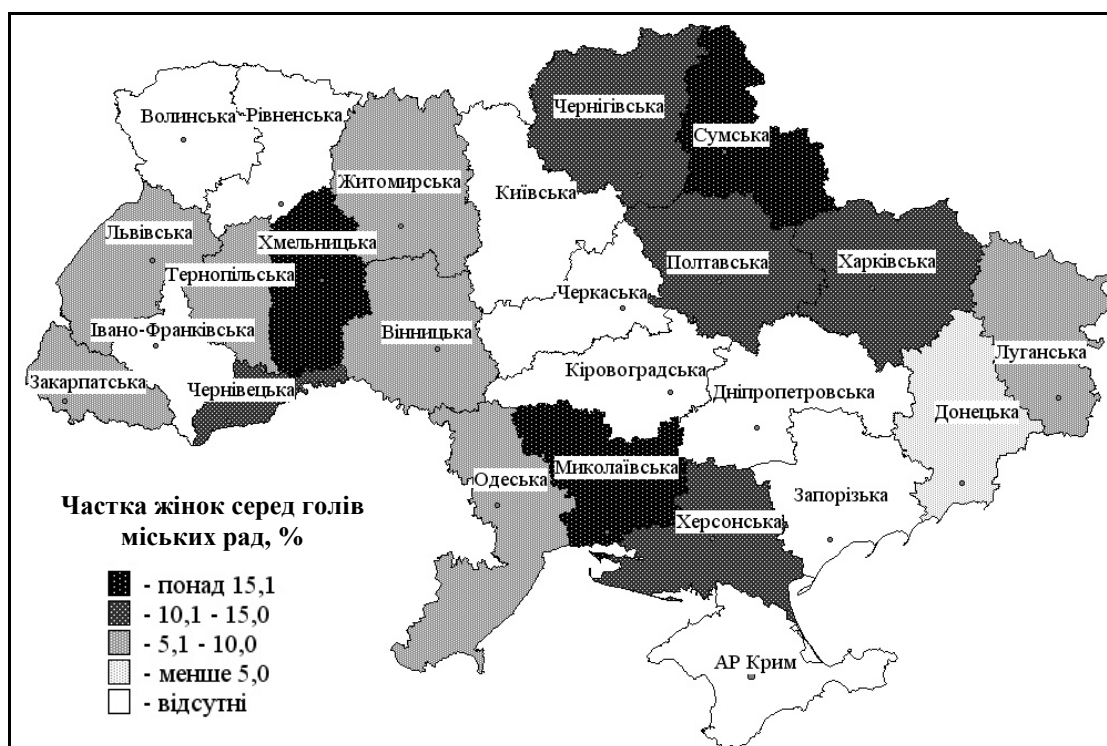 Чернігівська
Волинська
Рівненська
Сумська
Житомирська
Київська
Львівська
Хмельницька
Тернопільська
Полтавська
Харківська
Черкаська
Івано-Франківська
Вінницька
Луганська
Закарпатська
Чернівецька
Кіровоградська
Дніпропетровська
Донецька
Миколаївська
Одеська
Запорізька
Херсонська
АР Крим
Частка жінок серед голів
міських рад, %
- понад 15,1
- 10,1 - 15,0
- 5,1 - 10,0
- менше 5,0
- відсутні